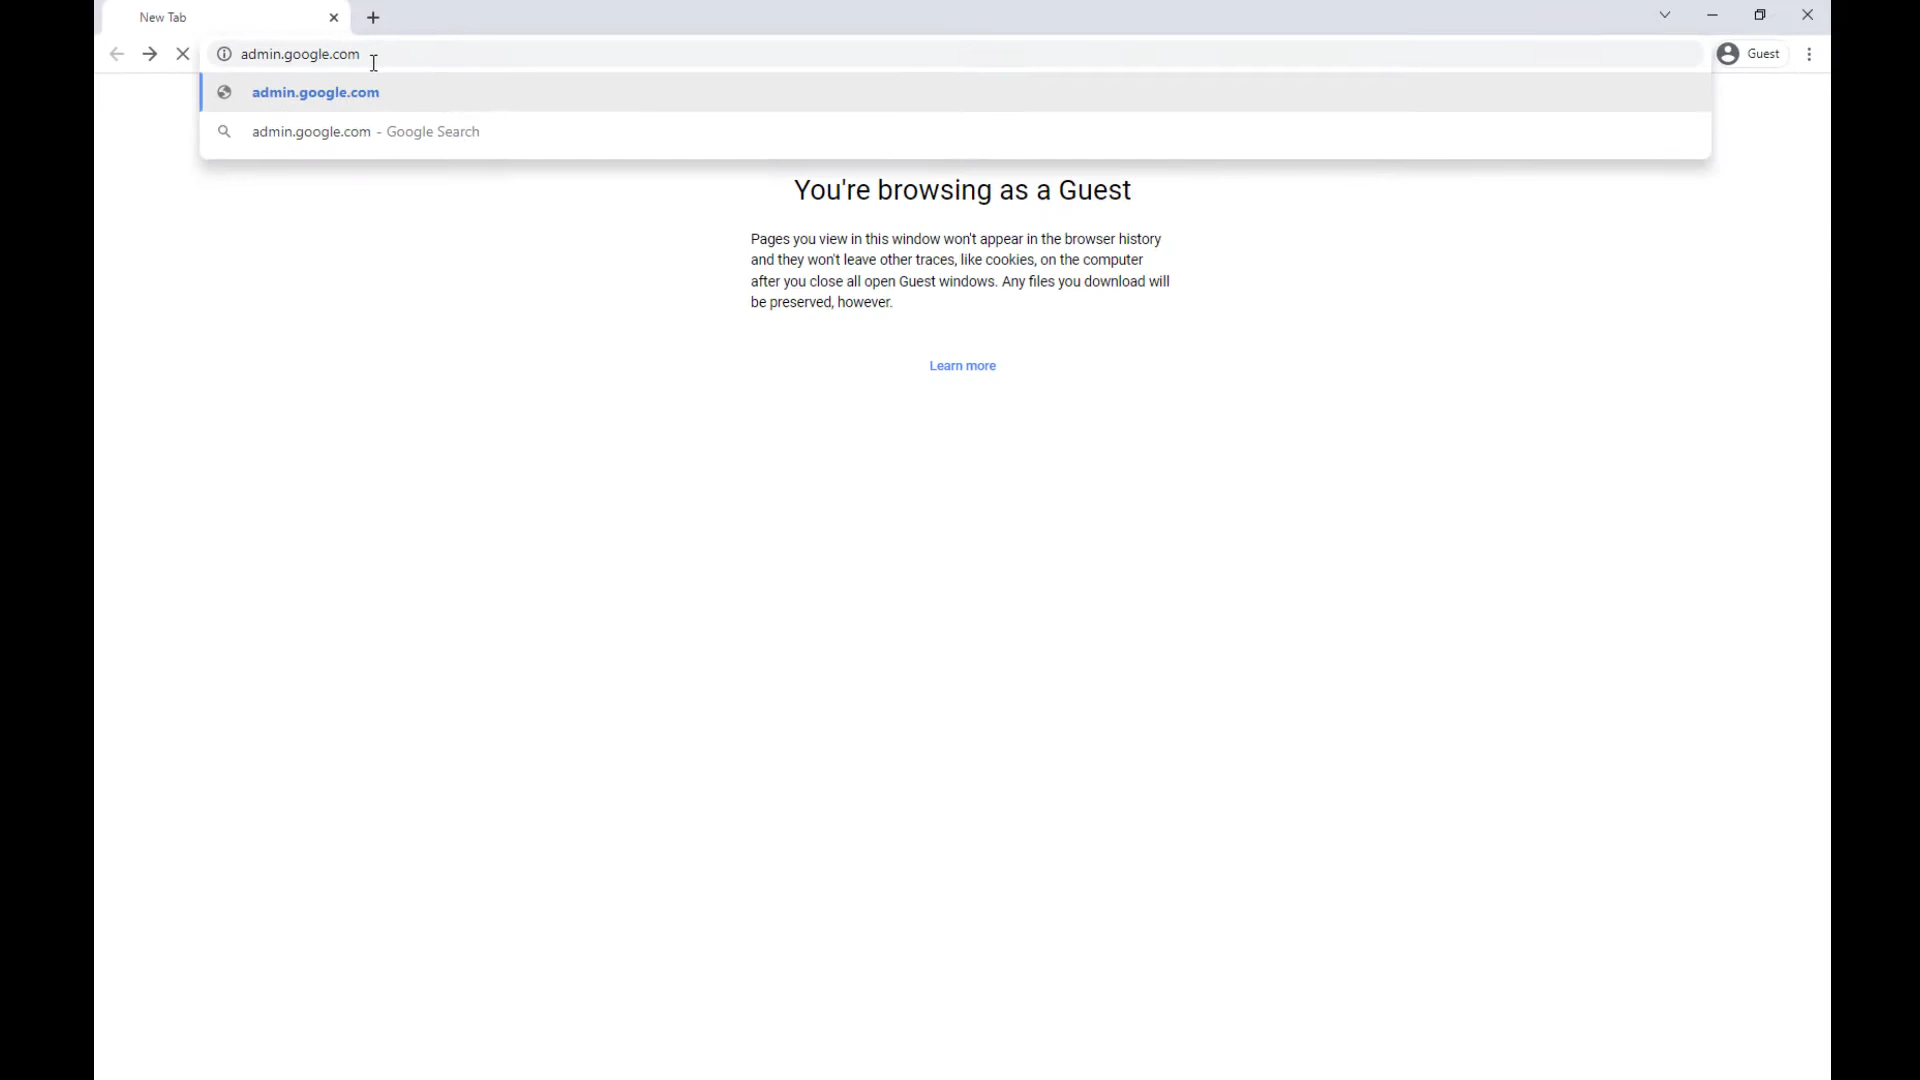 New Tab
admin.google.com
Guest
admin.google.com
admin.google.com - Google Search
You're browsing as a Guest
Pages you view in this window won't appear in the browser history
and they won't leave other traces, like cookies, on the computer
after you close all open Guest windows. Any files you download will
be preserved, however.
Learn more